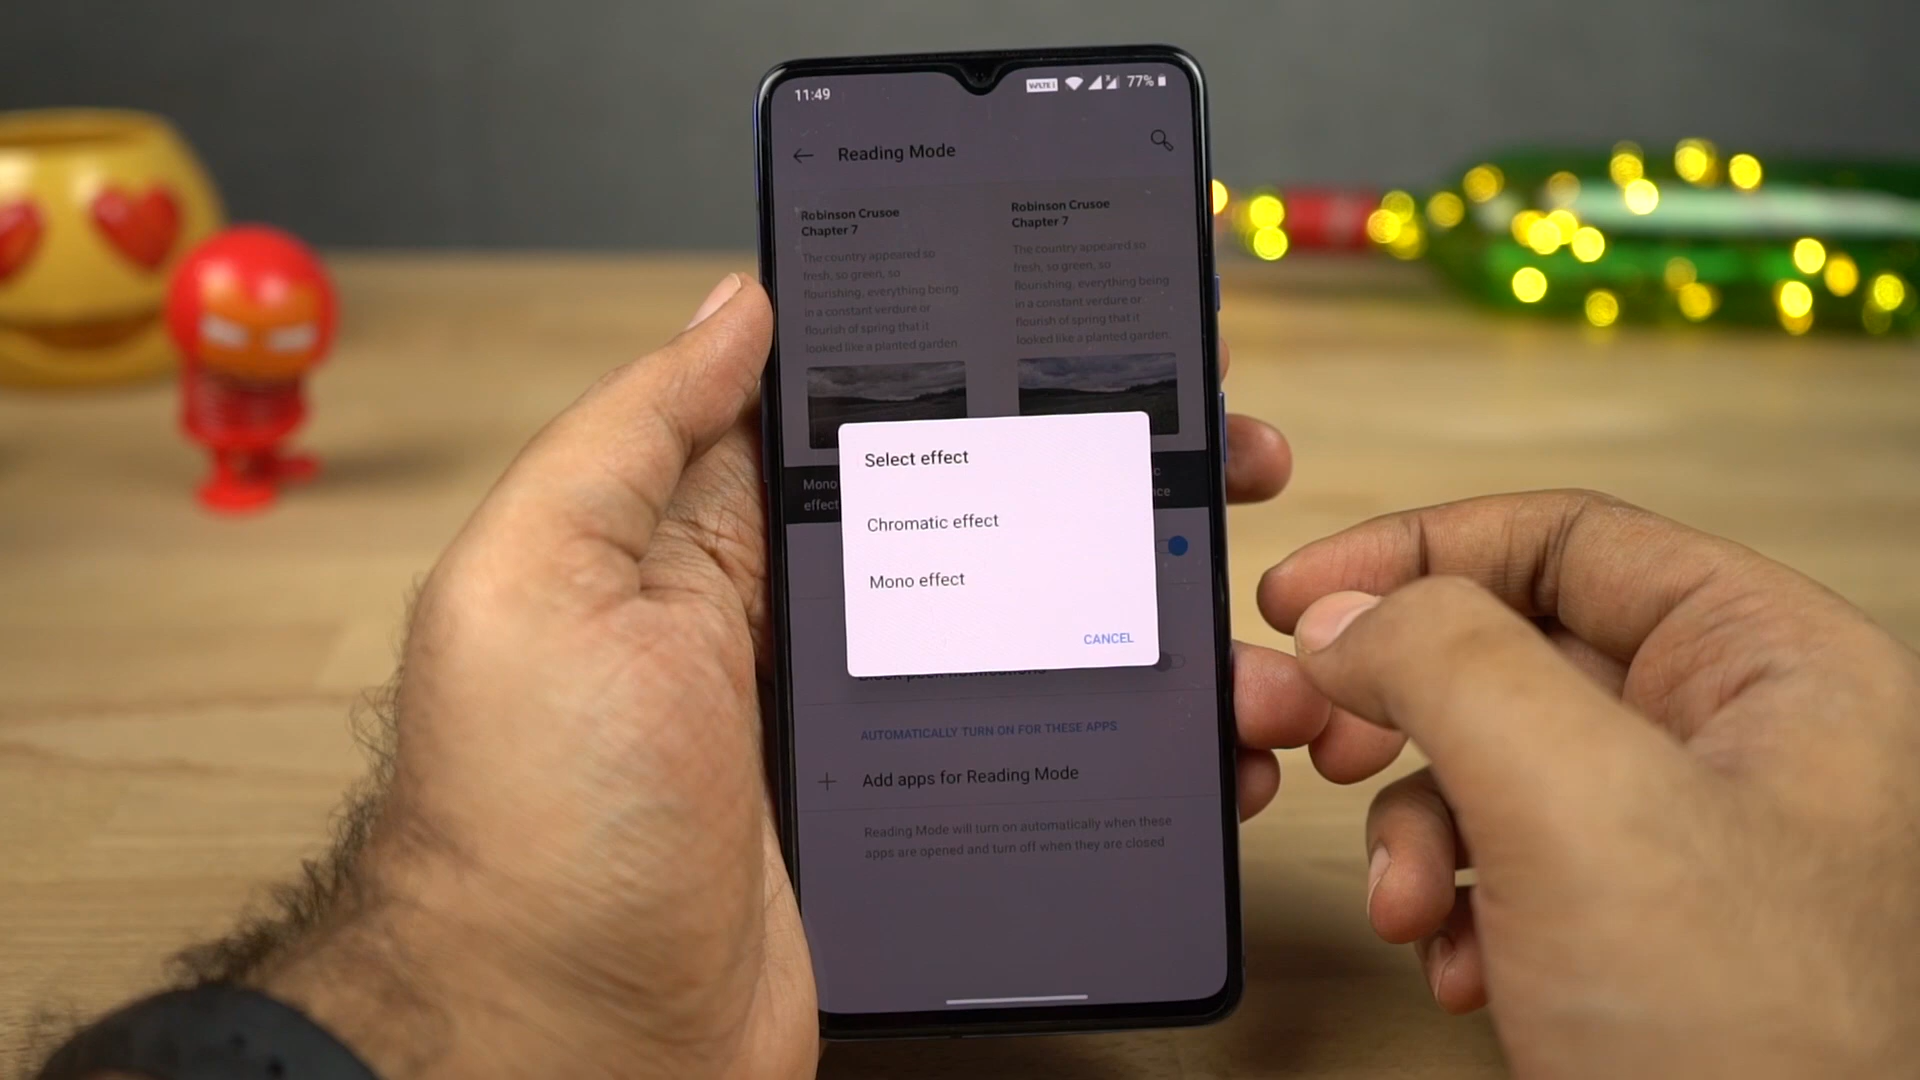 11:49
VoLTE 1
77%
Reading Mode
Robinson Crusoe
Chapter 7
The country appeared so
fresh, so green, so
flourishing, everything being
in a constant verdure or
flourish of spring that it
looked like a planted garden
Robinson Crusoe
Chapter 7
The country appeared so
fresh, so green, so
flourishing, everything being
in a constant verdure or
flourish of spring that it
looked like a planted garden
Mono
effect
Select effect
Chromatic effect
Mono effect
CANCEL
AUTOMATICALLY TURN ON FOR THESE APPS
Add apps for Reading Mode
Reading Mode will turn on automatically when these
apps are opened and turn off when they are closed